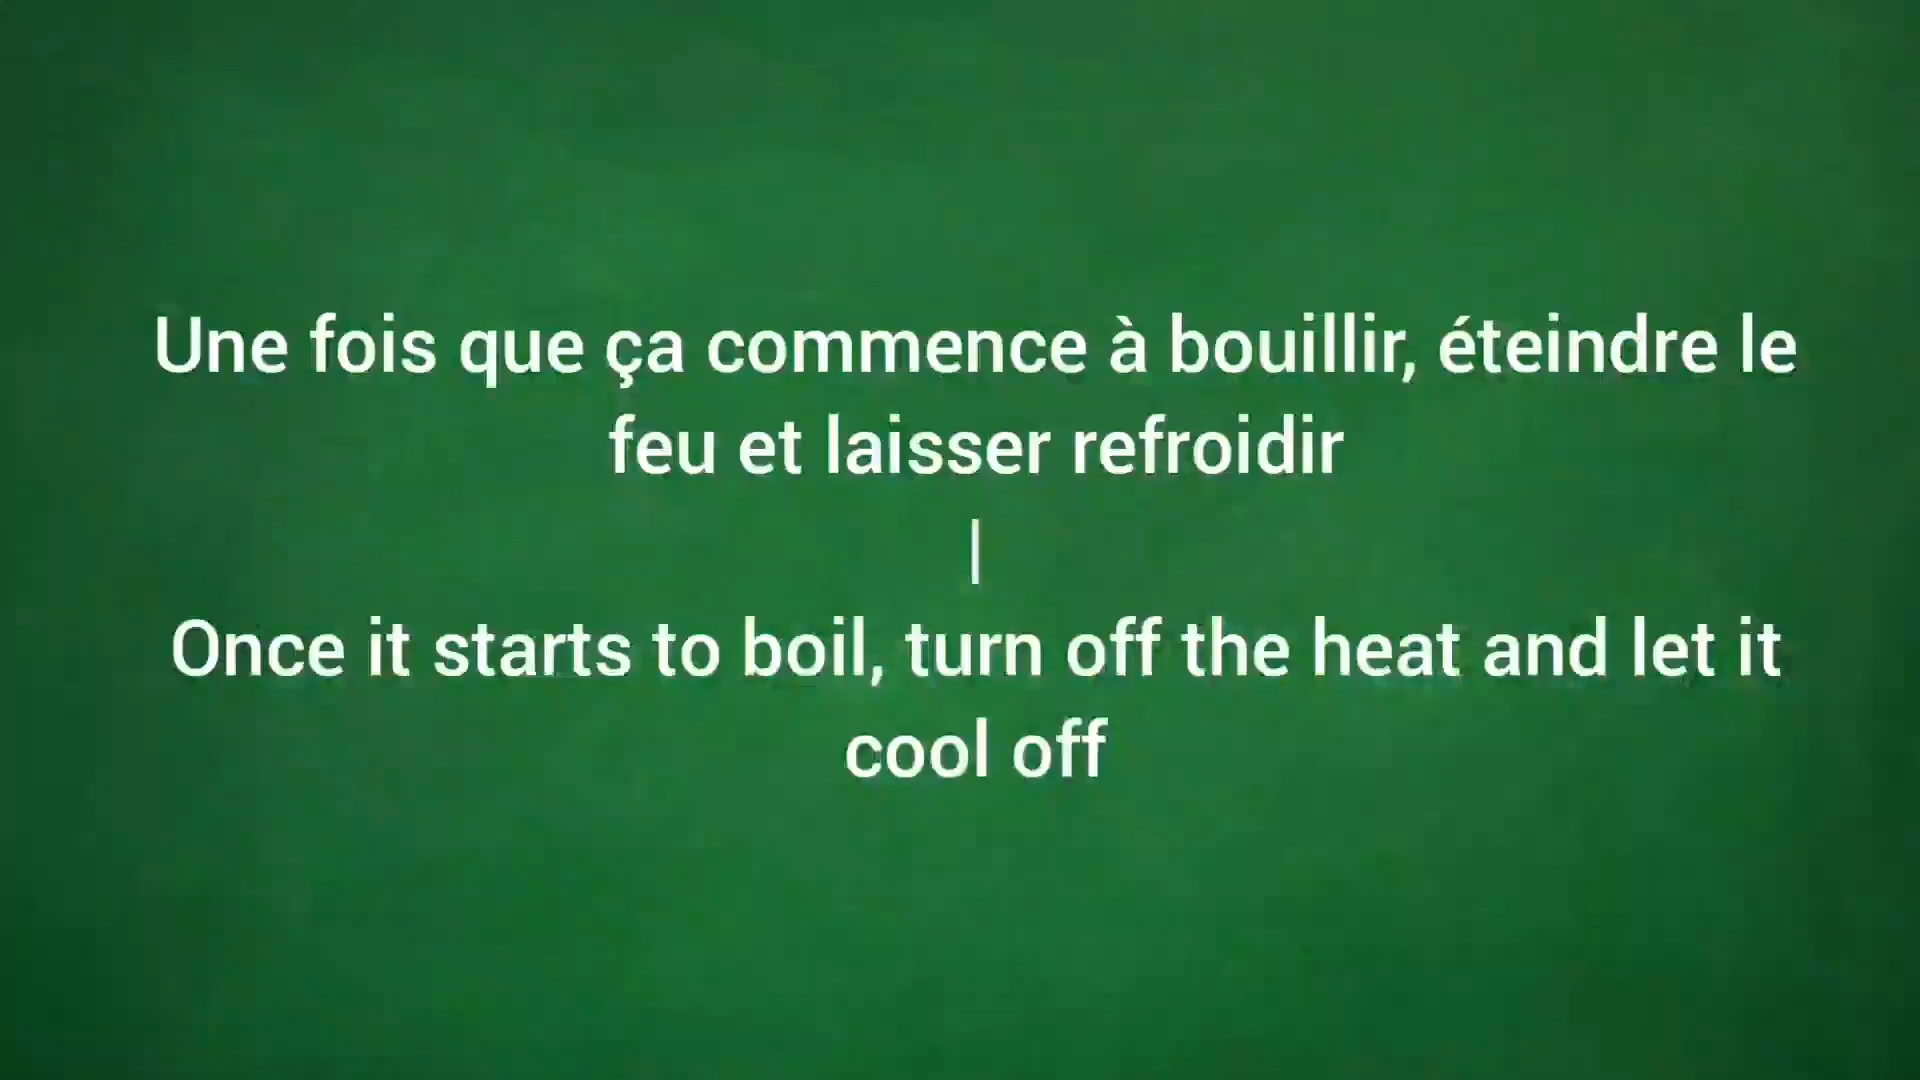 Une fois que ça commence à bouillir, éteindre le
feu et laisser refroidir
|
Once it starts to boil, turn off the heat and let it
cool off